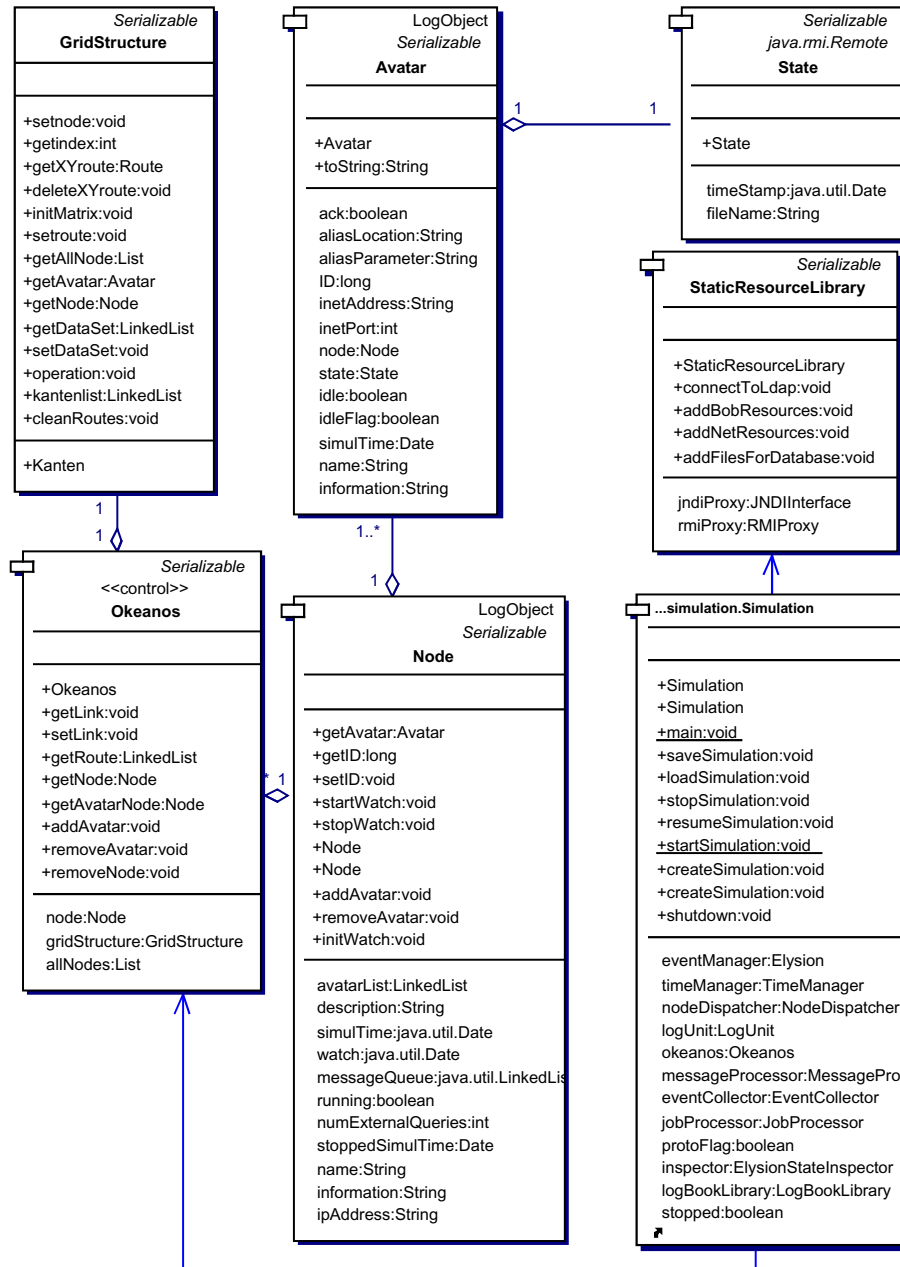 Serializable
GridStructure
+setnode:void
+getindex:int
+getXYroute:Route
+deleteXYroute:void
+initMatrix:void
+setroute:void
+getAllNode:List
+getAvatar:Avatar
+getNode:Node
+getDataSet:LinkedList
+setDataSet:void
+operation:void
+kantenlist:LinkedList
+cleanRoutes:void
+Kanten
1
1
LogObject
Serializable
Avatar
+Avatar
+toString:String
ack:boolean
aliasLocation:String
aliasParameter:String
ID:long
inetAddress:String
inetPort:int
node:Node
state:State
idle:boolean
idleFlag:boolean
simulTime:Date
name:String
information:String
1
1
1..*
1
Serializable
java.rmi.Remote
State
+State
timeStamp:java.util.Date
fileName:String
Serializable
StaticResourceLibrary
+StaticResourceLibrary
+connectToLdap:void
+addBobResources:void
+addNetResources:void
+addFilesForDatabase:void
jndiProxy:JNDIInterface
rmiProxy:RMIProxy
Serializable
<<control>>
Okeanos
+Okeanos
+getLink:void
+setLink:void
+getRoute:LinkedList
+getNode:Node
+getAvatarNode:Node
+addAvatar:void
+removeAvatar:void
+removeNode:void
node:Node
gridStructure:GridStructure
allNodes:List
* 1
LogObject
Serializable
Node
+getAvatar:Avatar
+getID:long
+setID:void
+startWatch:void
+stopWatch:void
+Node
+Node
+addAvatar:void
+removeAvatar:void
+initWatch:void
avatarList:LinkedList
description:String
simulTime:java.util.Date
watch:java.util.Date
messageQueue:java.util.LinkedLis
running:boolean
numExternalQueries:int
stoppedSimulTime:Date
name:String
information:String
ipAddress:String
...simulation.Simulation
+Simulation
+Simulation
+main:void
+saveSimulation:void
+loadSimulation:void
+stopSimulation:void
+resumeSimulation:void
+startSimulation:void
+createSimulation:void
+createSimulation:void
+shutdown:void
eventManager:Elysion
timeManager:TimeManager
nodeDispatcher:NodeDispatcher
logUnit:LogUnit
okeanos:Okeanos
messageProcessor:MessagePro
eventCollector:EventCollector
jobProcessor:JobProcessor
protoFlag:boolean
inspector:ElysionStateInspector
logBookLibrary:LogBookLibrary
stopped:boolean